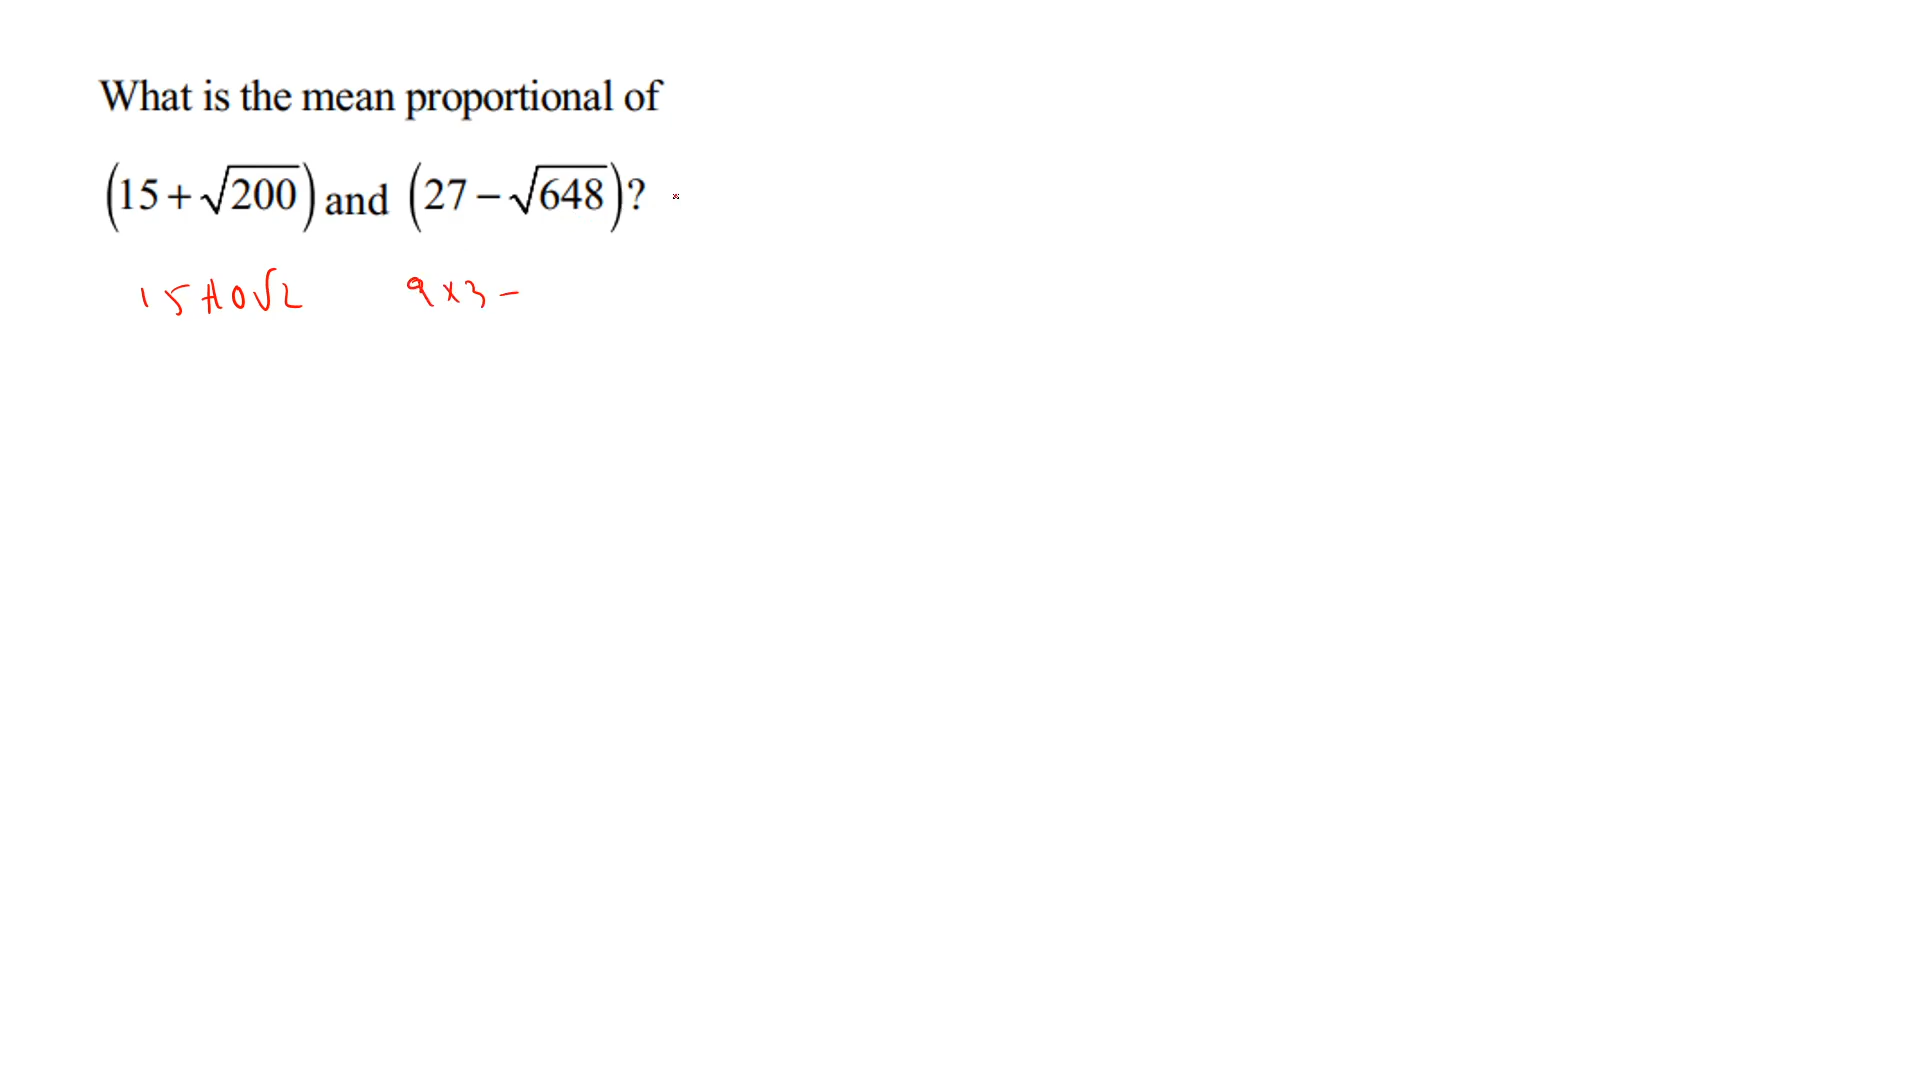 What is the mean proportional of
(15 + √200) and (27 − √648)?
15+10√2 9×3 −